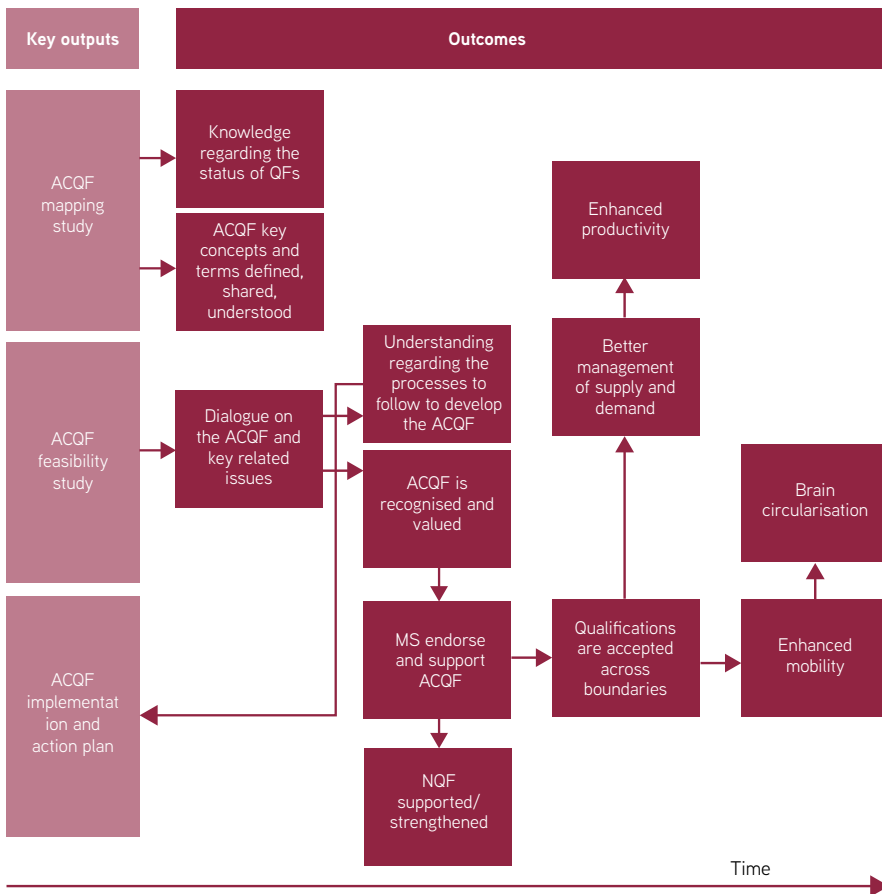 Key outputs
Outcomes
ACQF
mapping
study
Knowledge
regarding the
status of QFs
ACQF key
concepts and
terms defined,
shared,
understood
Enhanced
productivity
ACQF
feasibility
study
Dialogue on
the ACQF and
key related
issues
Understanding
regarding the
processes to
follow to develop
the ACQF
Better
management
of supply and
demand
ACQF is
recognised and
valued
Brain
circularisation
ACQF
implementat
ion and
action plan
MS endorse
and support
ACQF
Qualifications
are accepted
across
boundaries
Enhanced
mobility
NQF
supported/
strengthened
Time